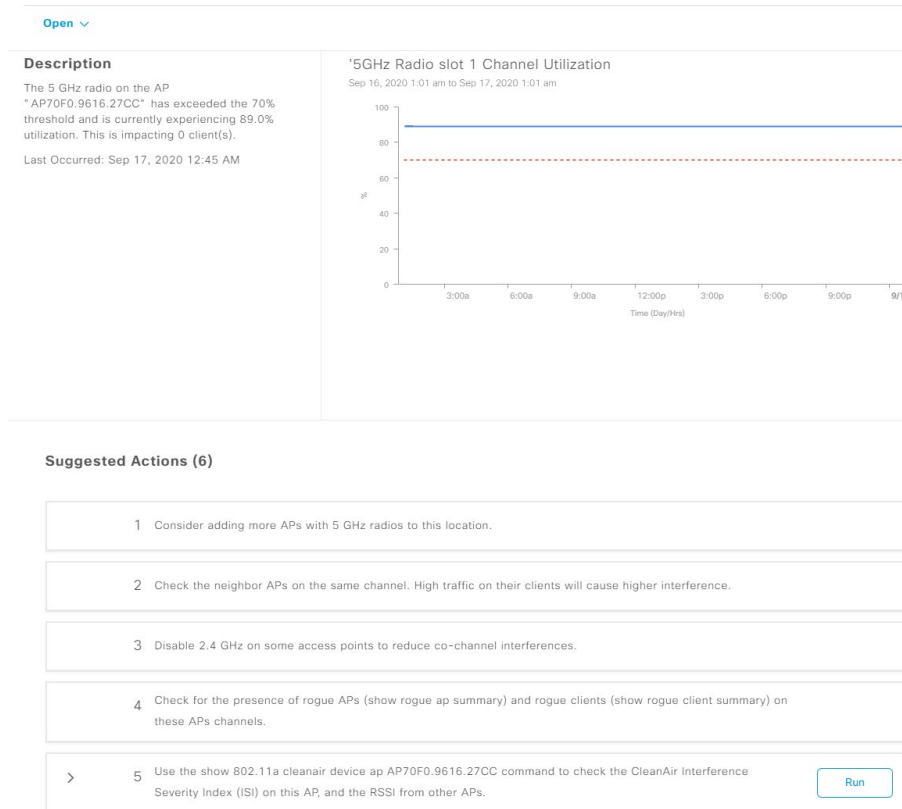 Open
Description
The 5 GHz radio on the AP
"AP70F0.9616.27CC" has exceeded the 70%
threshold and is currently experiencing 89.0%
utilization. This is impacting 0 client(s).
Last Occurred: Sep 17, 2020 12:45 AM
'5GHz Radio slot 1 Channel Utilization
Sep 16, 2020 1:01 am to Sep 17, 2020 1:01 am
100
80
60
%
40
20
0
3:00a 6:00a 9:00a 12:00p 3:00p 6:00p 9:00p 9/1
Time (Day/Hrs)
Suggested Actions (6)
1 Consider adding more APs with 5 GHz radios to this location.
2 Check the neighbor APs on the same channel. High traffic on their clients will cause higher interference.
3 Disable 2.4 GHz on some access points to reduce co-channel interferences.
4 Check for the presence of rogue APs (show rogue ap summary) and rogue clients (show rogue client summary) on
these APs channels.
5 Use the show 802.11a cleanair device ap AP70F0.9616.27CC command to check the CleanAir Interference
Severity Index (ISI) on this AP, and the RSSI from other APs.
Run